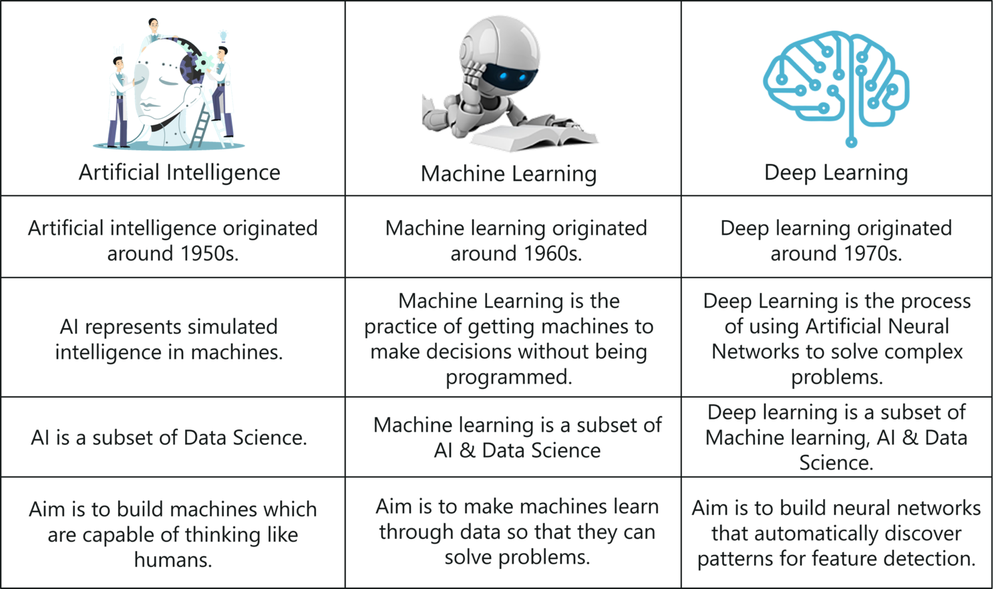 Artificial Intelligence
Machine Learning
Deep Learning
Artificial intelligence originated
around 1950s.
Machine learning originated
around 1960s.
Deep learning originated
around 1970s.
AI represents simulated
intelligence in machines.
Machine Learning is the
practice of getting machines to
make decisions without being
programmed.
Deep Learning is the process
of using Artificial Neural
Networks to solve complex
problems.
AI is a subset of Data Science.
Machine learning is a subset of
AI & Data Science
Deep learning is a subset of
Machine learning, AI & Data
Science.
Aim is to build machines which
are capable of thinking like
humans.
Aim is to make machines learn
through data so that they can
solve problems.
Aim is to build neural networks
that automatically discover
patterns for feature detection.